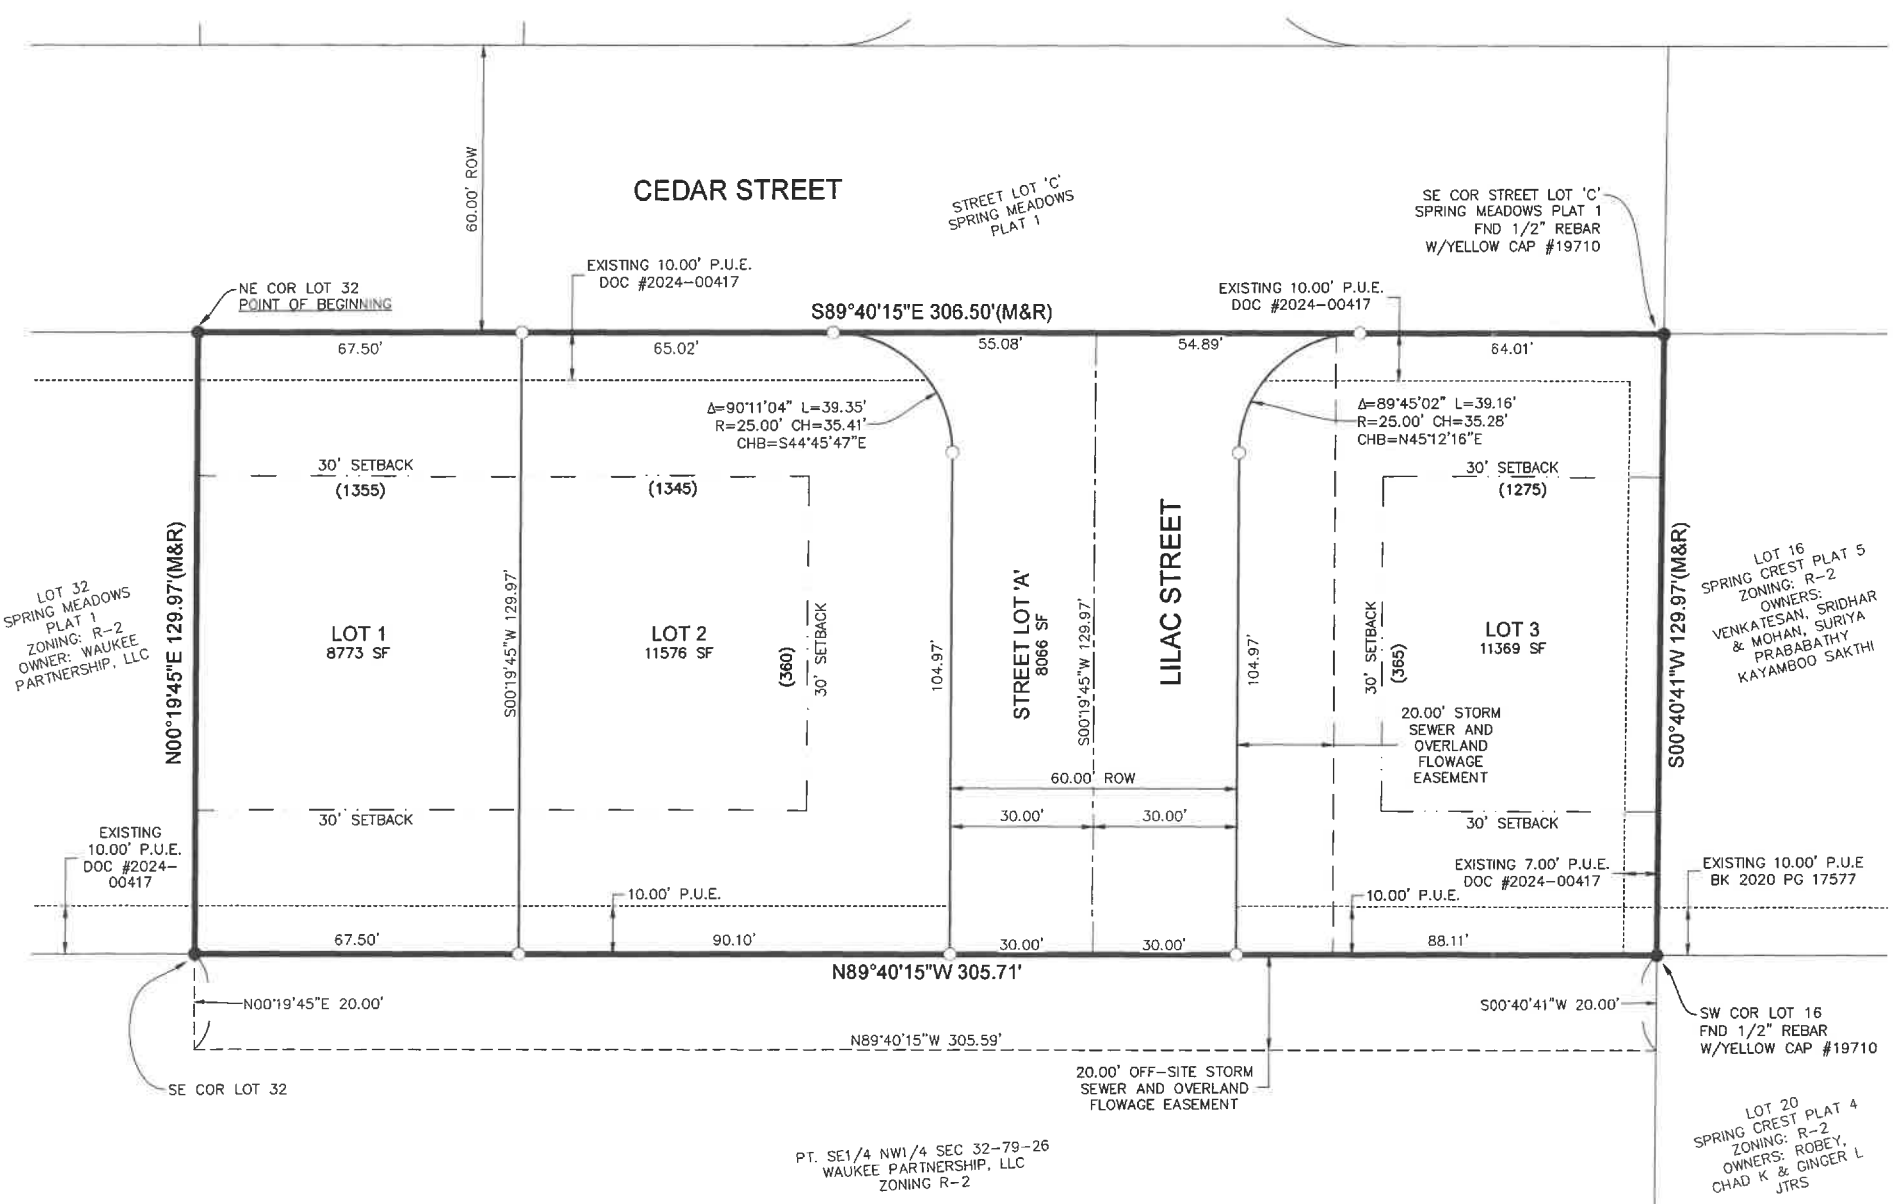 60.00' ROW
CEDAR STREET
STREET LOT 'C'
SPRING MEADOWS
PLAT 1
SE COR STREET LOT 'C'
SPRING MEADOWS PLAT 1
FND 1/2" REBAR
W/YELLOW CAP #19710
NE COR LOT 32
POINT OF BEGINNING
EXISTING 10.00' P.U.E.
DOC #2024-00417
S89°40'15"E 306.50'(M&R)
EXISTING 10.00' P.U.E.
DOC #2024-00417
67.50'
65.02'
55.08'
54.89'
64.01'
Δ=90°11'04" L=39.35'
R=25.00' CH=35.41'
CHB=S44°45'47"E
Δ=89°45'02" L=39.16'
R=25.00' CH=35.28'
CHB=N45°12'16"E
30' SETBACK
(1355)
(1345)
30' SETBACK
(1275)
LOT 32
SPRING MEADOWS
PLAT 1
ZONING: R-2
OWNER: WAUKEE
PARTNERSHIP, LLC
N00°19'45"E 129.97'(M&R)
LOT 1
8773 SF
S00°19'45"W 129.97'
LOT 2
11576 SF
(360)
30' SETBACK
104.97'
STREET LOT 'A'
8066 SF
S00°19'45"W 129.97'
LILAC STREET
104.97'
30' SETBACK
(365)
LOT 3
11369 SF
S00°40'41"W 129.97'(M&R)
LOT 16
SPRING CREST PLAT 5
ZONING: R-2
OWNERS:
VENKATESAN, SRIDHAR
& MOHAN, SURIYA
PRABABATHY
KAYAMBOO SAKTHI
20.00' STORM
SEWER AND
OVERLAND
FLOWAGE
EASEMENT
60.00' ROW
30.00'
30.00'
30' SETBACK
30' SETBACK
EXISTING
10.00' P.U.E.
DOC #2024-
00417
10.00' P.U.E.
EXISTING 7.00' P.U.E.
DOC #2024-00417
10.00' P.U.E.
EXISTING 10.00' P.U.E
BK 2020 PG 17577
67.50'
90.10'
30.00'
30.00'
88.11'
N89°40'15"W 305.71'
N00°19'45"E 20.00'
S00°40'41"W 20.00'
SW COR LOT 16
FND 1/2" REBAR
W/YELLOW CAP #19710
N89°40'15"W 305.59'
SE COR LOT 32
20.00' OFF-SITE STORM
SEWER AND OVERLAND
FLOWAGE EASEMENT
PT. SE1/4 NW1/4 SEC 32-79-26
WAUKEE PARTNERSHIP, LLC
ZONING R-2
LOT 20
SPRING CREST PLAT 4
ZONING: R-2
OWNERS: ROBEY,
CHAD K & GINGER L
JTRS